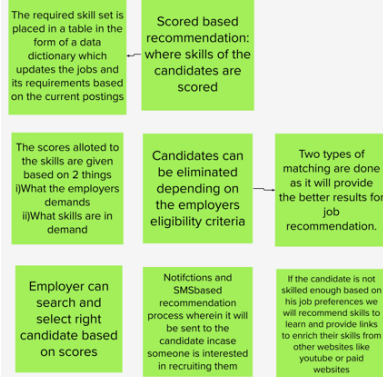 The required skill set is
placed in a table in the
form of a data
dictionary which
updates the jobs and
its requirements based
on the current postings
Scored based
recommendation:
where skills of the
candidates are
scored
The scores alloted to
the skills are given
based on 2 things
i)What the employers
demands
ii)What skills are in
demand
Candidates can
be eliminated
depending on
the employers
eligibility criteria
Two types of
matching are done
as it will provide
the better results for
job
recommendation.
Employer can
search and
select right
candidate based
on scores
Notifctions and
SMSbased
recommendation
process wherein it will
be sent to the
candidate incase
someone is interested
in recruiting them
If the candidate is not
skilled enough based on
his job preferences we
will recommend skills to
learn and provide links
to enrich their skills from
other websites like
youtube or paid
websites